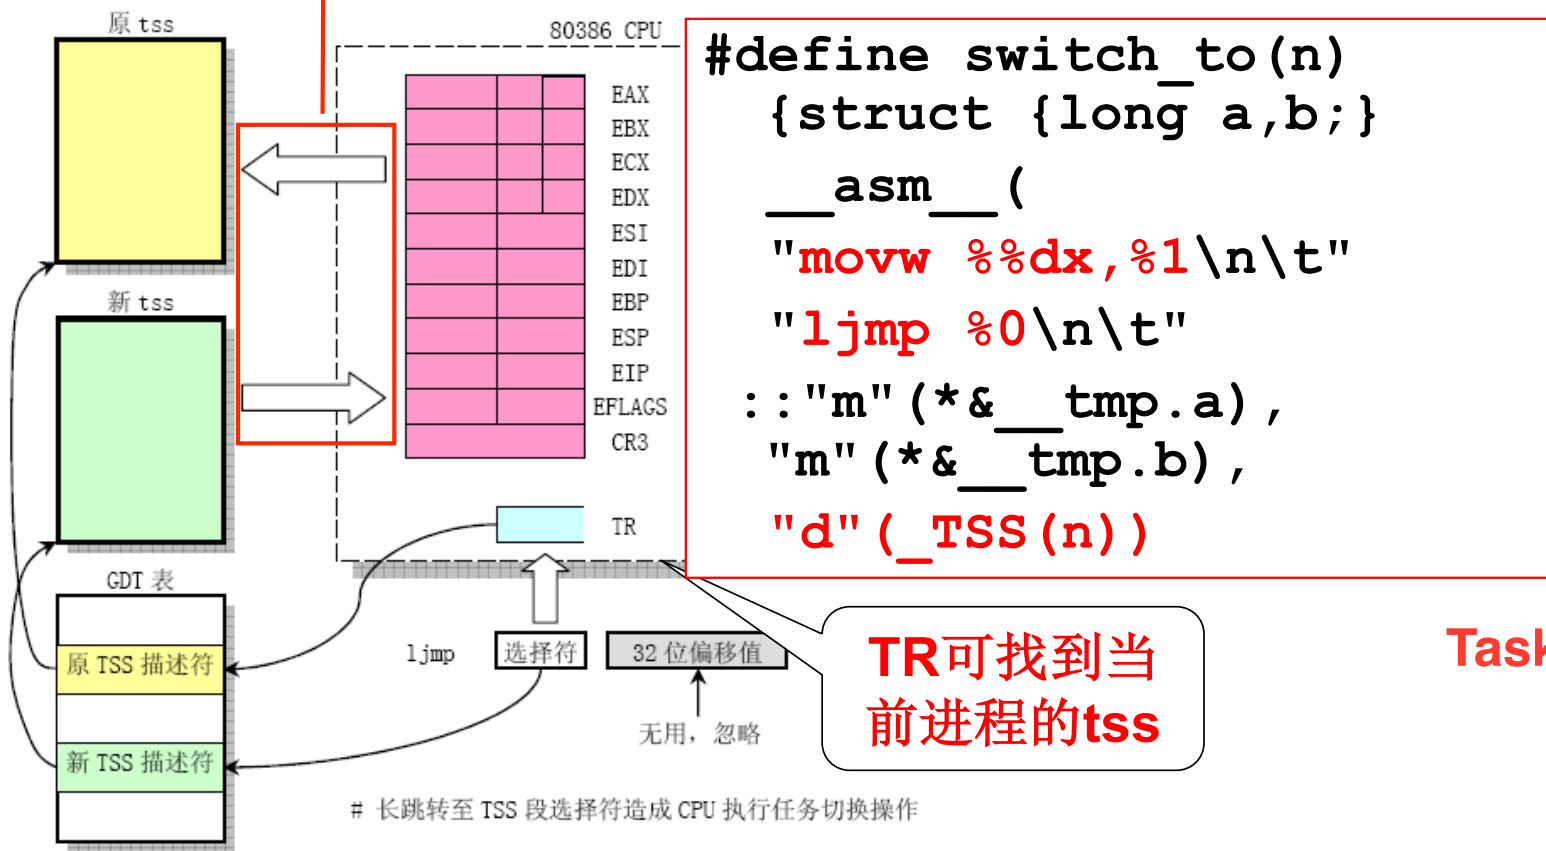 原 tss
80386 CPU
EAX
EBX
ECX
EDX
ESI
EDI
EBP
ESP
EIP
EFLAGS
CR3
TR
新 tss
GDT 表
原 TSS 描述符
新 TSS 描述符
ljmp
选择符
32 位偏移值
无用，忽略
# 长跳转至 TSS 段选择符造成 CPU 执行任务切换操作
#define switch_to(n)
{struct {long a,b;}
__asm__(
"movw %%dx,%1\n\t"
"ljmp %0\n\t"
::"m"(*&__tmp.a),
"m"(*&__tmp.b),
"d"(_TSS(n))
TR可找到当
前进程的tss